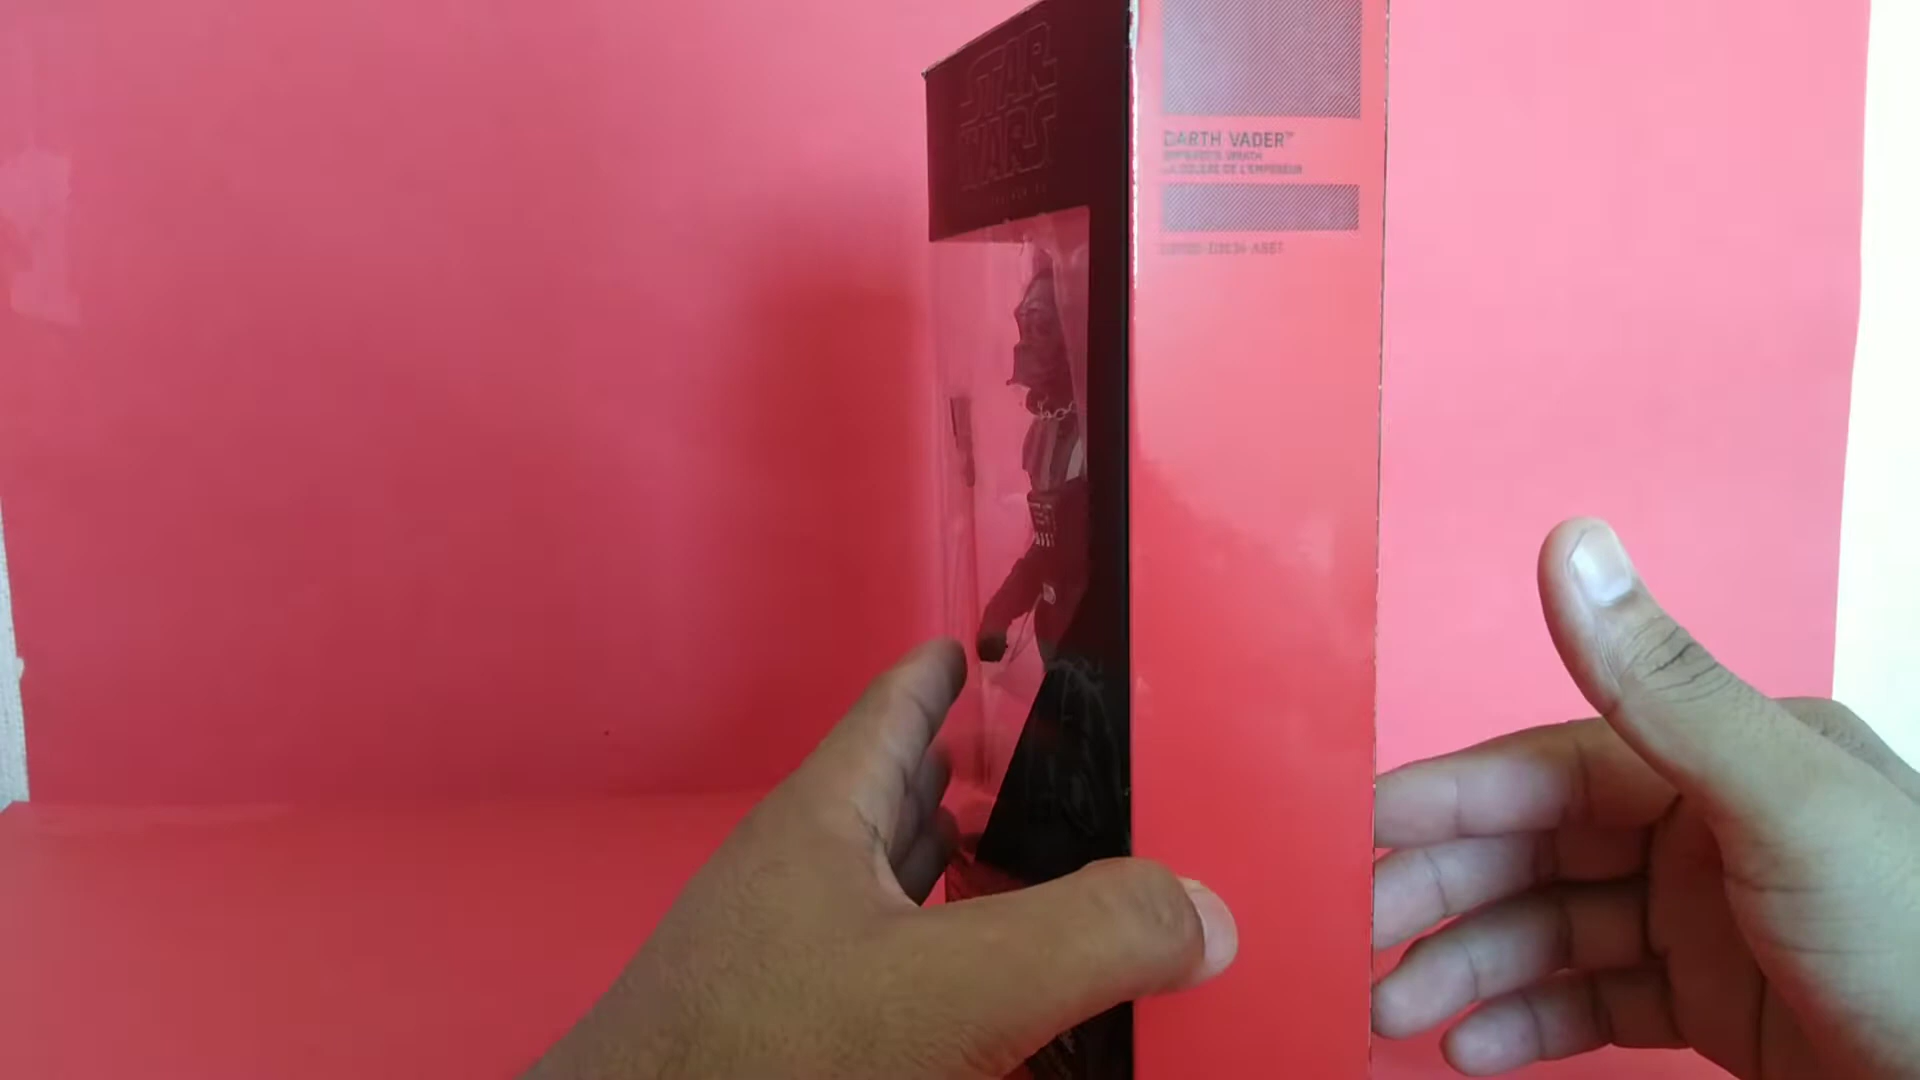 STAR
WARS
DARTH VADER™
EMPEROR'S WRATH
LA COLÈRE DE L'EMPEREUR